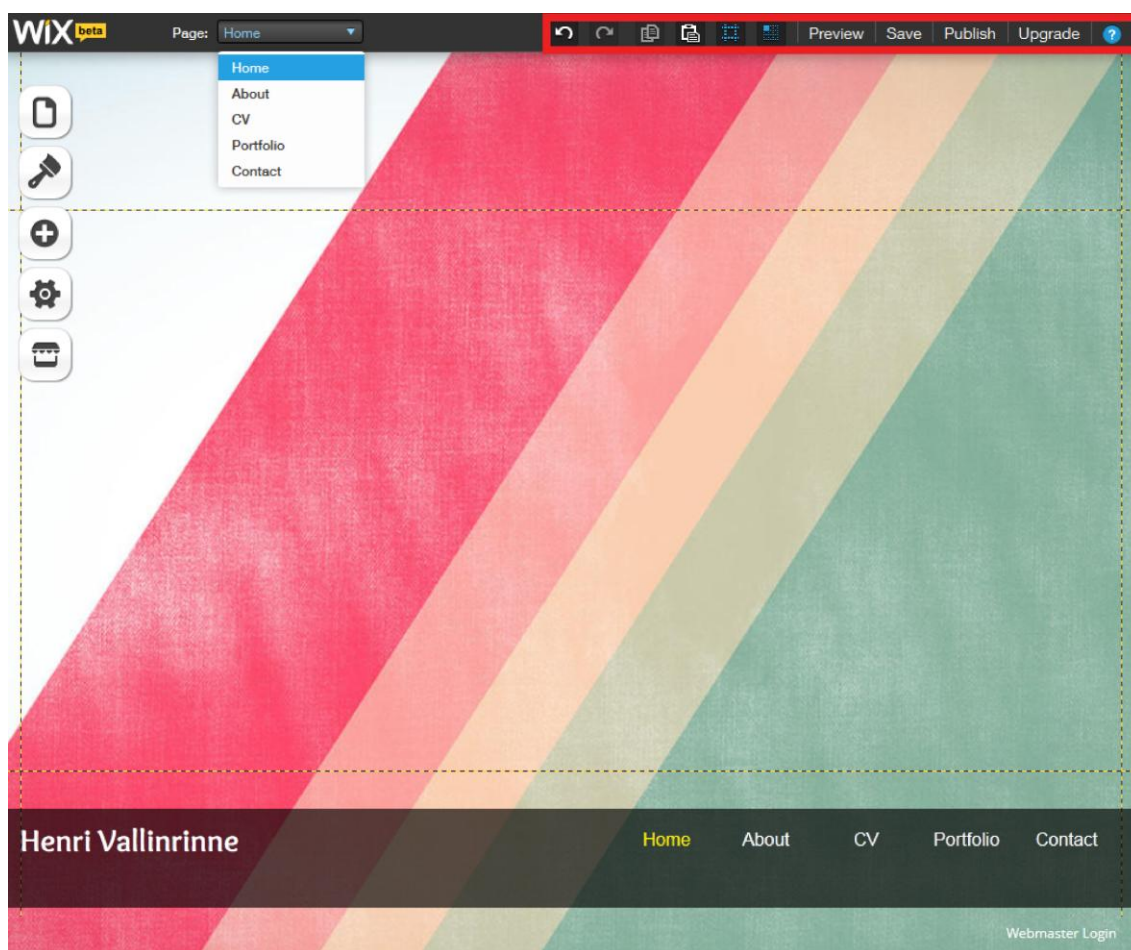 WiX beta Page: Home Preview Save Publish Upgrade ?
Home
About
CV
Portfolio
Contact
Henri Vallinrinne Home About CV Portfolio Contact
Webmaster Login